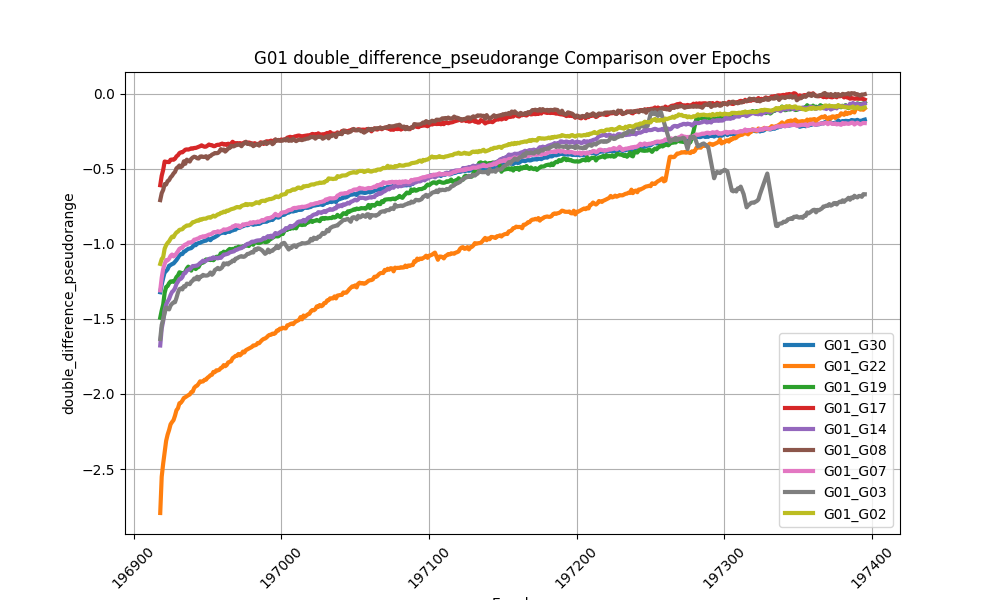 G01 double_difference_pseudorange Comparison over Epochs
double_difference_pseudorange
0.0
−0.5
−1.0
−1.5
−2.0
−2.5
196900
197000
197100
197200
197300
197400
G01_G30
G01_G22
G01_G19
G01_G17
G01_G14
G01_G08
G01_G07
G01_G03
G01_G02